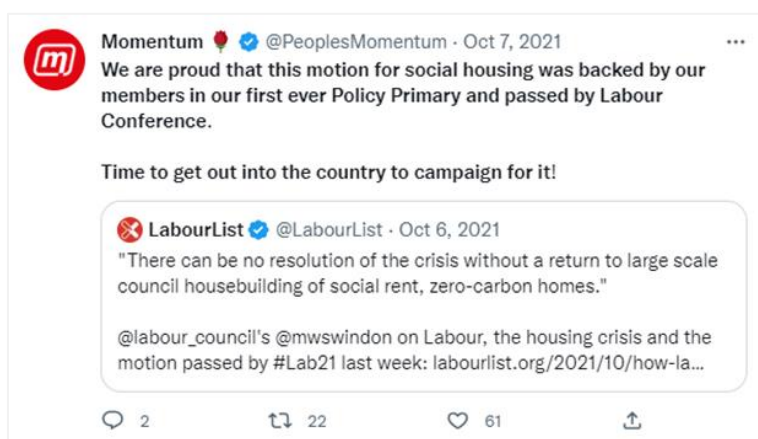 m
Momentum 🌹 @PeoplesMomentum · Oct 7, 2021 ...
We are proud that this motion for social housing was backed by our
members in our first ever Policy Primary and passed by Labour
Conference.
Time to get out into the country to campaign for it!
LabourList @LabourList · Oct 6, 2021
"There can be no resolution of the crisis without a return to large scale
council housebuilding of social rent, zero-carbon homes."
@labour_council's @mwswindon on Labour, the housing crisis and the
motion passed by #Lab21 last week: labourlist.org/2021/10/how-la...
2 22 61